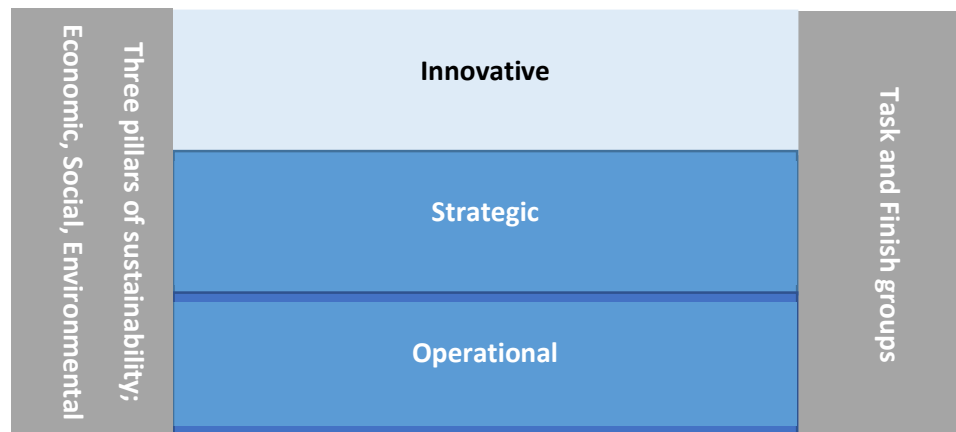 Three pillars of sustainability;
Economic, Social, Environmental
Innovative
Strategic
Operational
Task and Finish groups